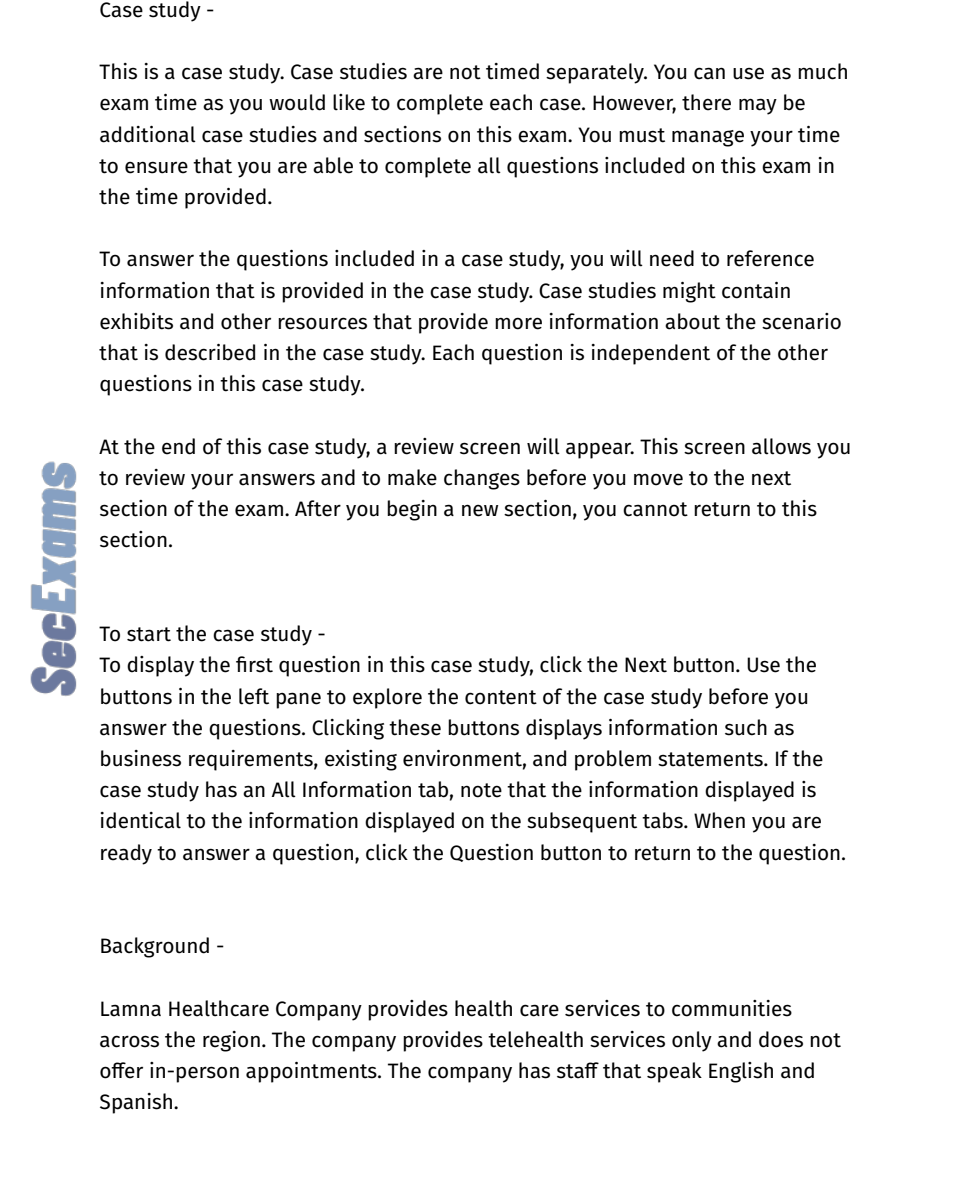 Case study -
This is a case study. Case studies are not timed separately. You can use as much
exam time as you would like to complete each case. However, there may be
additional case studies and sections on this exam. You must manage your time
to ensure that you are able to complete all questions included on this exam in
the time provided.
To answer the questions included in a case study, you will need to reference
information that is provided in the case study. Case studies might contain
exhibits and other resources that provide more information about the scenario
that is described in the case study. Each question is independent of the other
questions in this case study.
At the end of this case study, a review screen will appear. This screen allows you
to review your answers and to make changes before you move to the next
section of the exam. After you begin a new section, you cannot return to this
section.
SecExams
To start the case study -
To display the first question in this case study, click the Next button. Use the
buttons in the left pane to explore the content of the case study before you
answer the questions. Clicking these buttons displays information such as
business requirements, existing environment, and problem statements. If the
case study has an All Information tab, note that the information displayed is
identical to the information displayed on the subsequent tabs. When you are
ready to answer a question, click the Question button to return to the question.
Background -
Lamna Healthcare Company provides health care services to communities
across the region. The company provides telehealth services only and does not
offer in-person appointments. The company has staff that speak English and
Spanish.